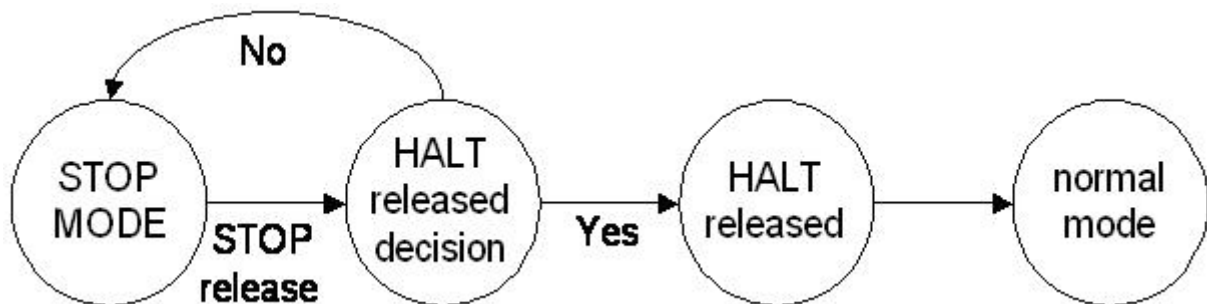 No
STOP
MODE
STOP
release
HALT
released
decision
Yes
HALT
released
normal
mode